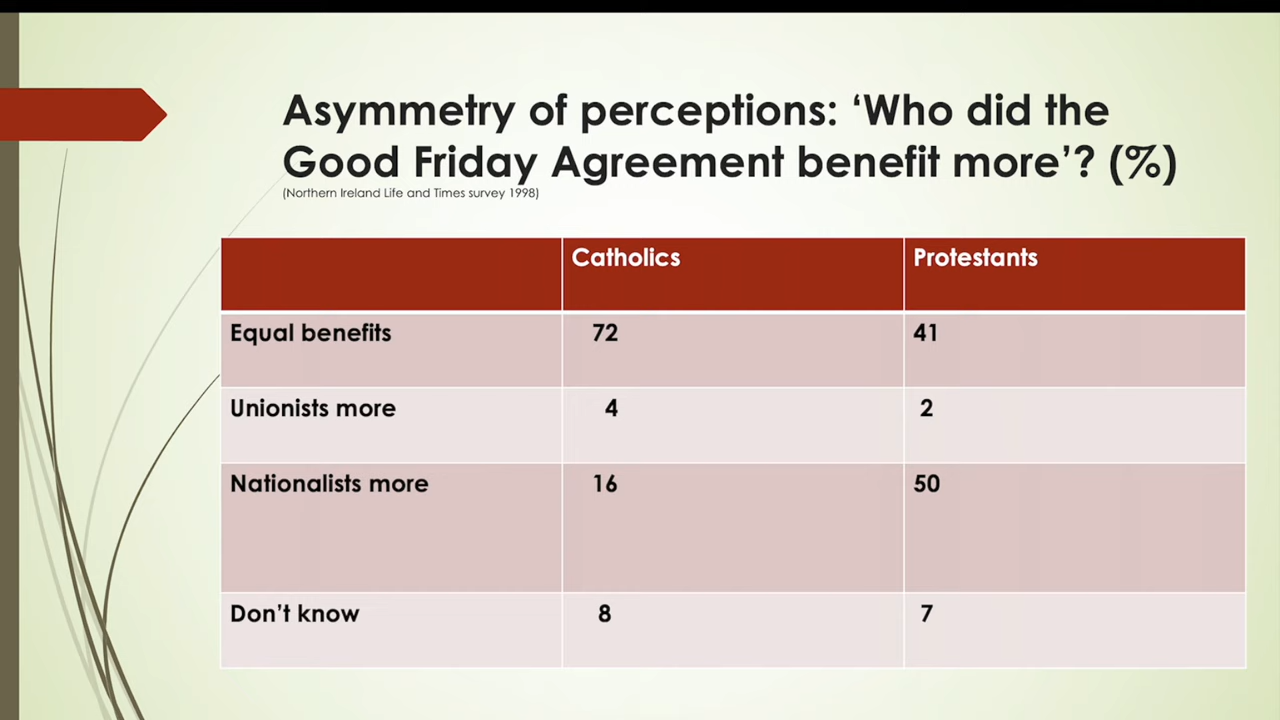 Asymmetry of perceptions: ‘Who did the
Good Friday Agreement benefit more’? (%)
(Northern Ireland Life and Times survey 1998)
Catholics Protestants
Equal benefits 72 41
Unionists more 4 2
Nationalists more 16 50
Don’t know 8 7